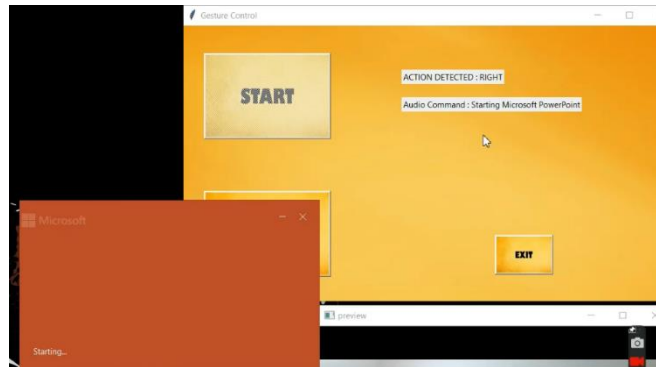 Gesture Control
START
ACTION DETECTED : RIGHT
Audio Command : Starting Microsoft PowerPoint
Microsoft
EXIT
preview
Starting...